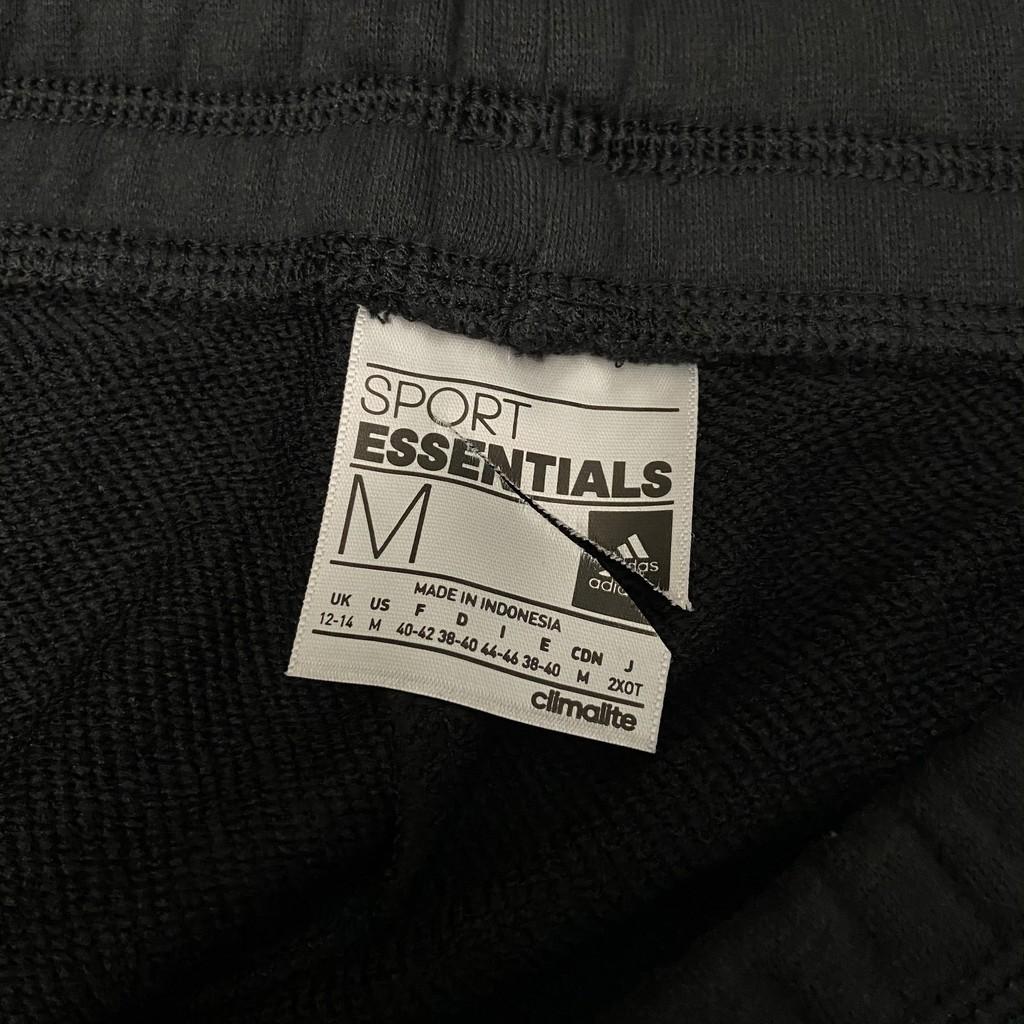 SPORT
ESSENTIALS
M
adidas
MADE IN INDONESIA
UK US F D I E CDN J
12-14 M 40-42 38-40 44-46 38-40 M 2XOT
climalite